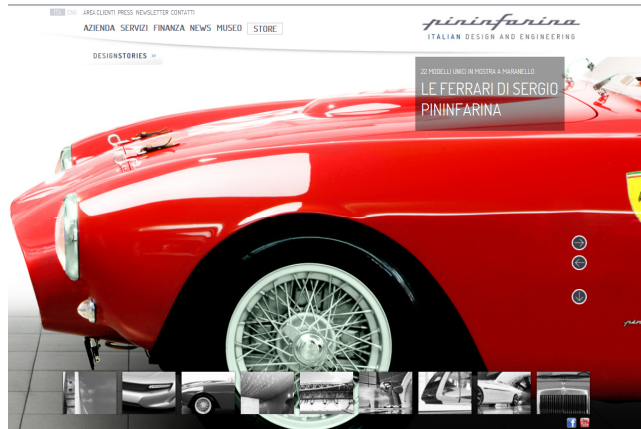 ITA ENG AREA CLIENTI PRESS NEWSLETTER CONTATTI
AZIENDA SERVIZI FINANZA NEWS MUSEO STORE
pininfarina
ITALIAN DESIGN AND ENGINEERING
DESIGNSTORIES »
22 MODELLI UNICI IN MOSTRA A MARANELLO
LE FERRARI DI SERGIO
PININFARINA